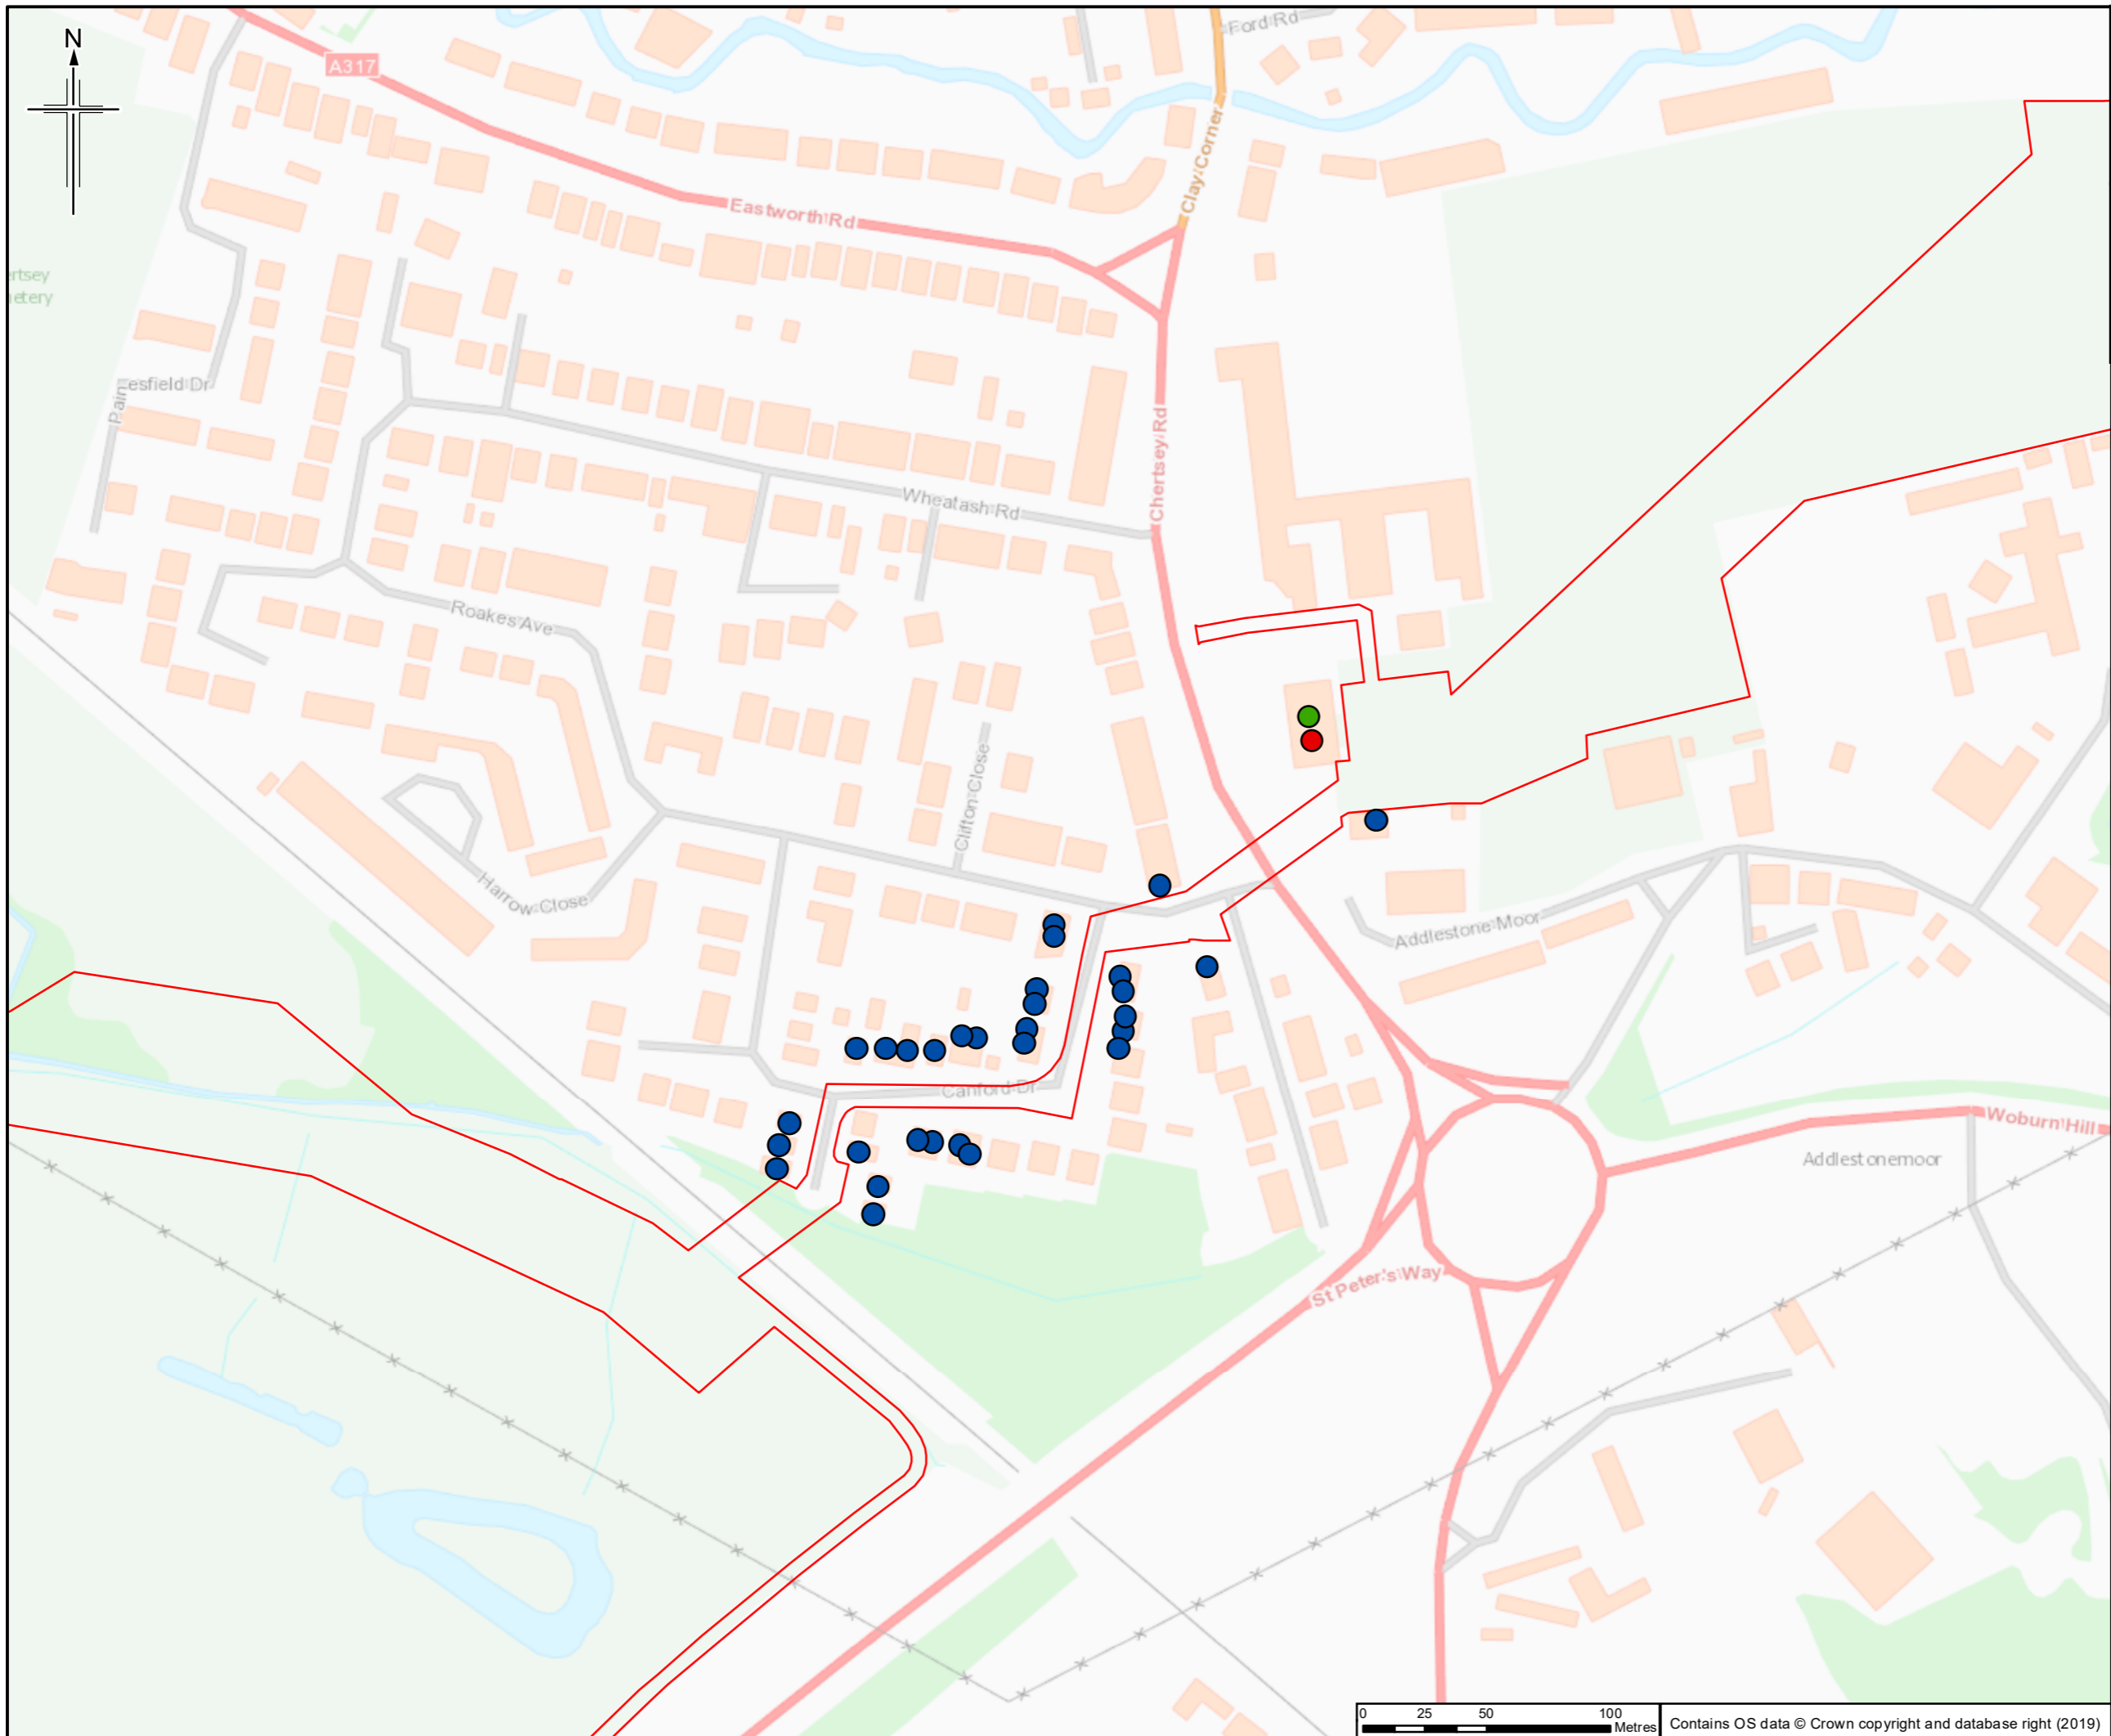 N
A317
Ford Rd
Clay Corner
Eastworth Rd
ertsey
etery
esfield Dr
Pain
Chertsey Rd
Wheatash Rd
Roakes Ave
Clifton Close
Harrow Close
Addlestone Moor
Canford Dr
Woburn Hill
Addlestonemoor
St Peter's Way
0 25 50 100
Metres
Contains OS data © Crown copyright and database right (2019)